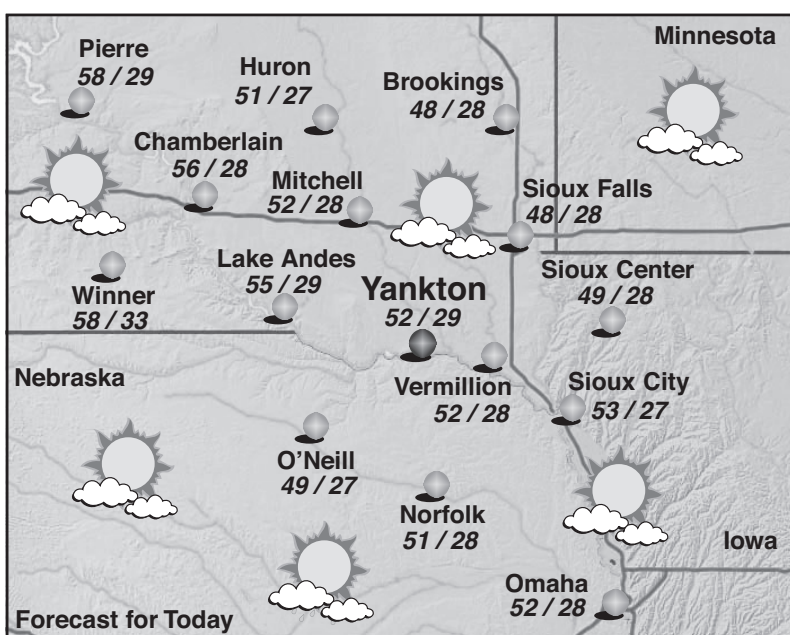 Minnesota
Pierre
58 / 29
Huron
51 / 27
Brookings
48 / 28
Chamberlain
56 / 28
Mitchell
52 / 28
Sioux Falls
48 / 28
Winner
58 / 33
Lake Andes
55 / 29
Yankton
52 / 29
Sioux Center
49 / 28
Nebraska
Vermillion
52 / 28
Sioux City
53 / 27
O'Neill
49 / 27
Norfolk
51 / 28
Iowa
Omaha
52 / 28
Forecast for Today